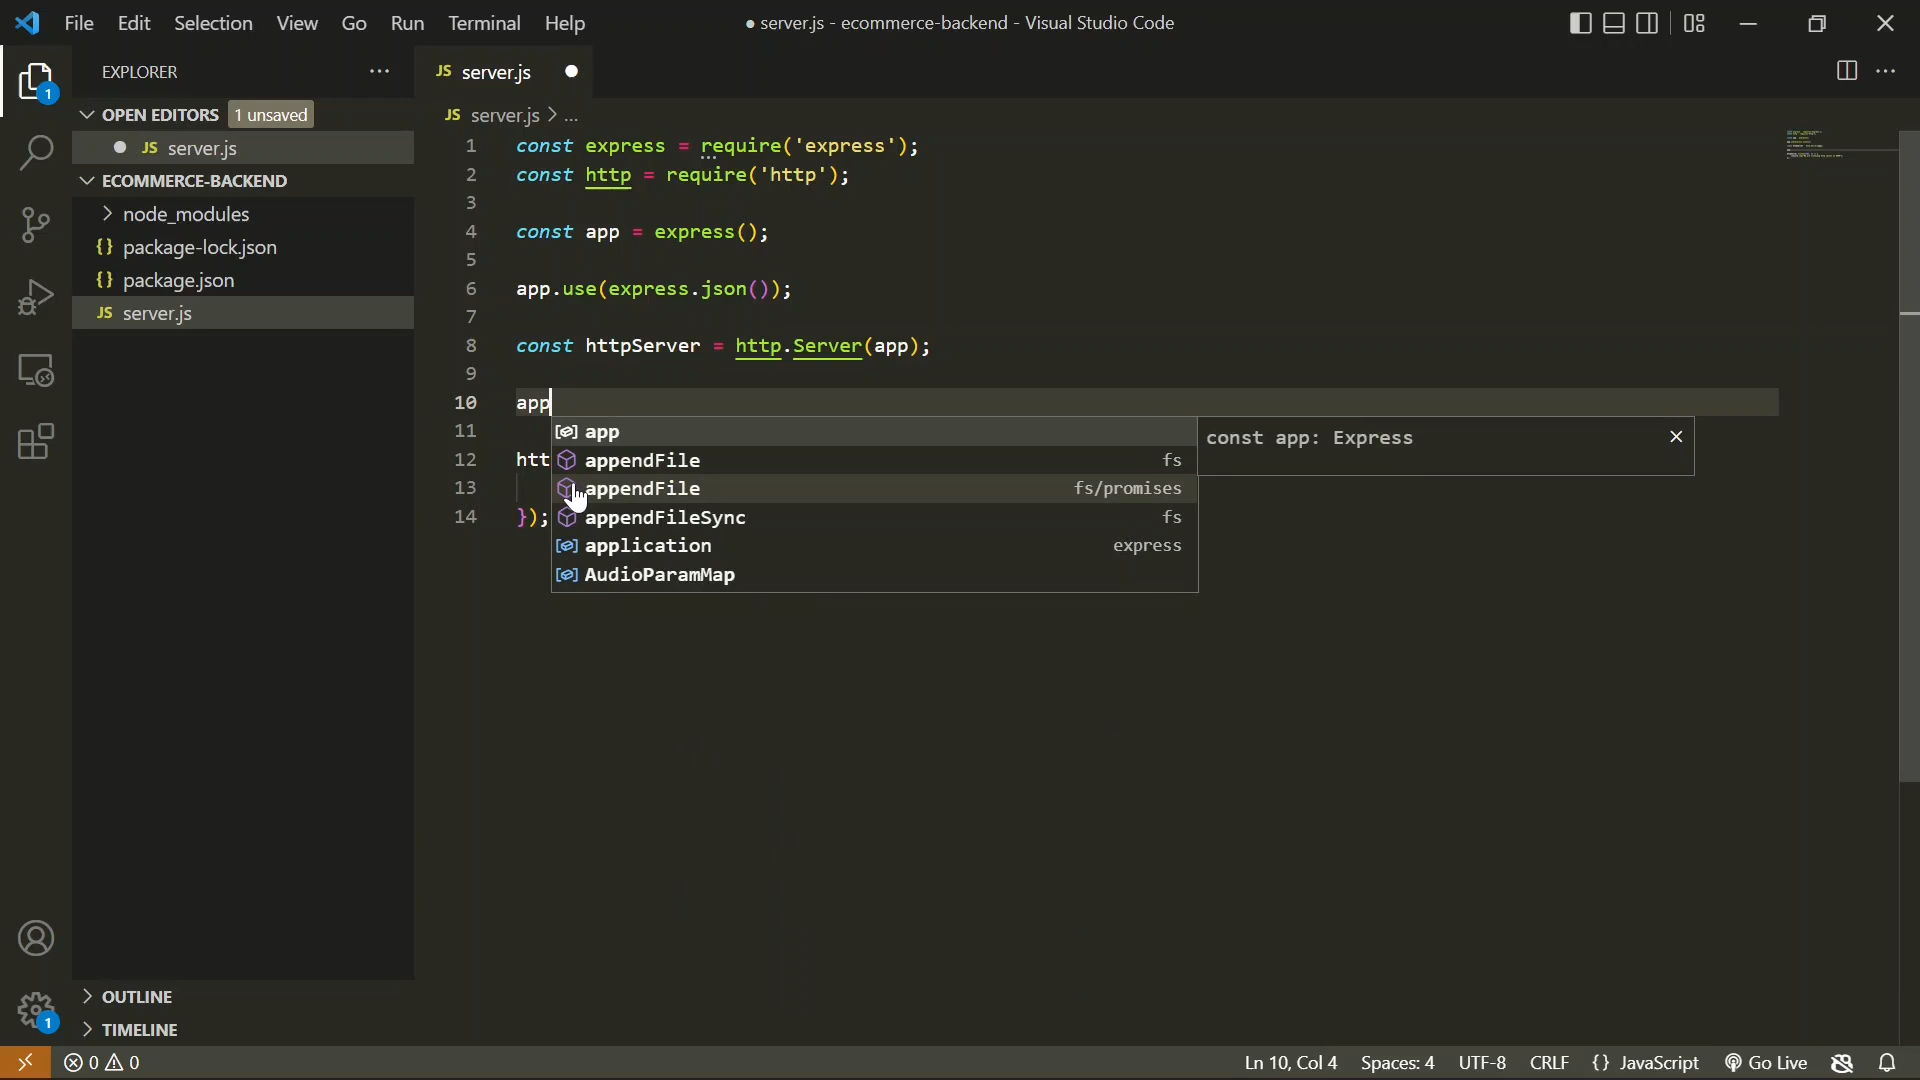 File Edit Selection View Go Run Terminal Help
● server.js - ecommerce-backend - Visual Studio Code
EXPLORER
1
OPEN EDITORS 1 unsaved
JS server.js
ECOMMERCE-BACKEND
node_modules
{} package-lock.json
{} package.json
JS server.js
OUTLINE
1
TIMELINE
JS server.js
JS server.js > ...
1 const express = require('express');
2 const http = require('http');
3
4 const app = express();
5
6 app.use(express.json());
7
8 const httpServer = http.Server(app);
9
10 app
11
12 htt
13
14 });
app
appendFile fs
appendFile fs/promises
appendFileSync fs
application express
AudioParamMap
const app: Express
0 0 Ln 10, Col 4 Spaces: 4 UTF-8 CRLF {} JavaScript Go Live